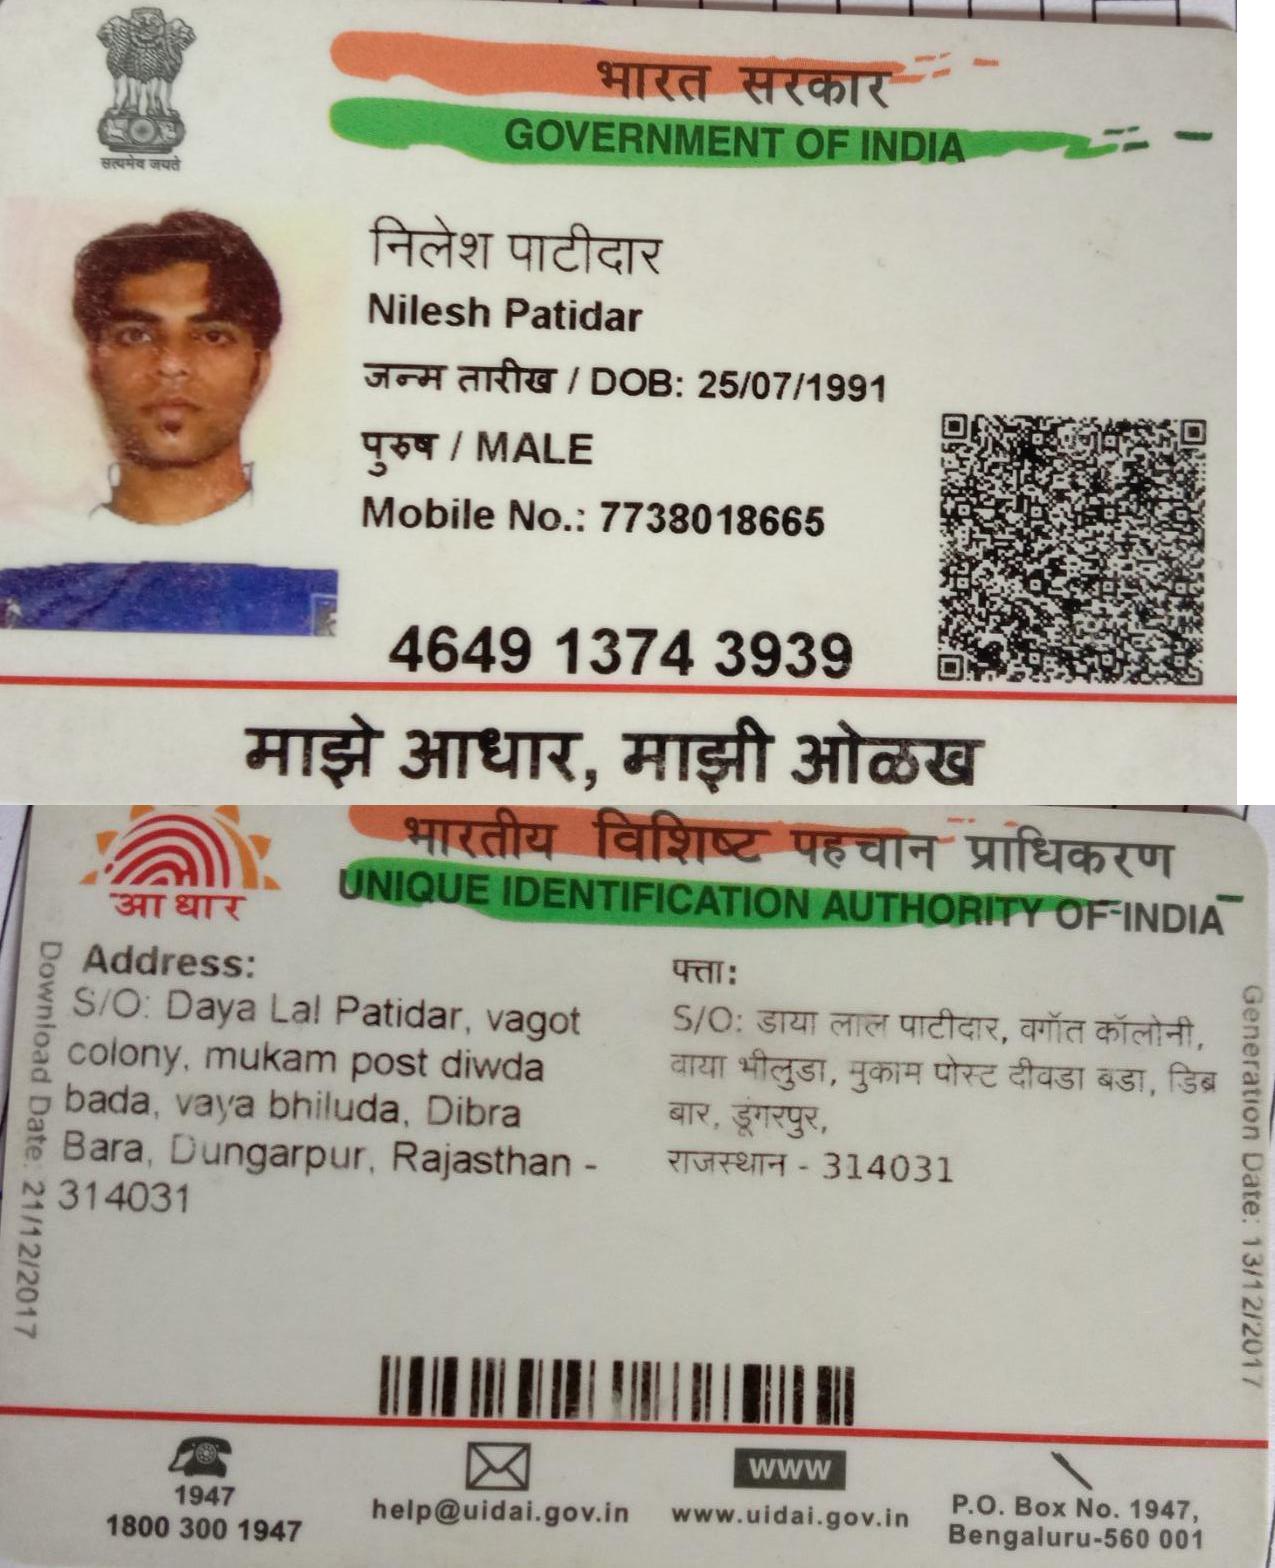 सत्यमेव जयते
भारत सरकार
GOVERNMENT OF INDIA
निलेश पाटीदार
Nilesh Patidar
जन्म तारीख / DOB: 25/07/1991
पुरुष / MALE
Mobile No.: 7738018665
4649 1374 3939
माझे आधार, माझी ओळख
भारतीय विशिष्ट पहचान प्राधिकरण
UNIQUE IDENTIFICATION AUTHORITY OF INDIA
आधार
Download Date: 21/12/2017
Address:
S/O: Daya Lal Patidar, vagot
colony, mukam post diwda
bada, vaya bhiluda, Dibra
Bara, Dungarpur, Rajasthan -
314031
पत्ता:
S/O: डाया लाल पाटीदार, वगॉत कॉलोनी,
वाया भीलुडा, मुकाम पोस्ट दीवडा बडा, डिब्र
बार, डूंगरपुर,
राजस्थान - 314031
Generation Date: 13/12/2017
1947
1800 300 1947
help@uidai.gov.in
www
www.uidai.gov.in
P.O. Box No. 1947,
Bengaluru-560 001